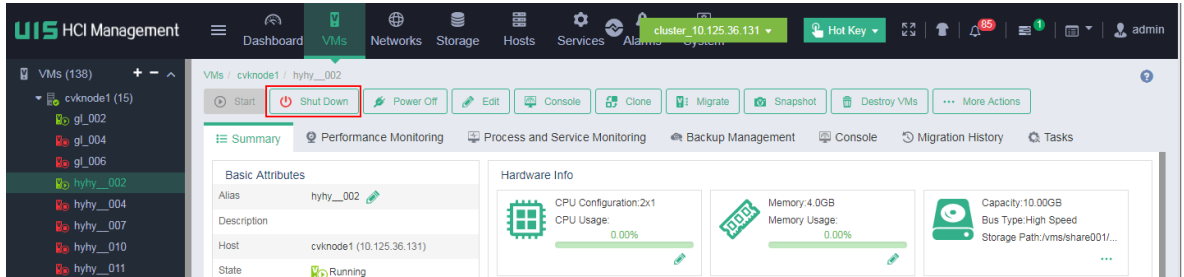 UIS HCI Management
Dashboard VMs Networks Storage Hosts Services Alarms System
cluster_10.125.36.131
Hot Key
85
1
admin
VMs (138)
cvknode1 (15)
gl_002
gl_004
gl_006
hyhy__002
hyhy__004
hyhy__007
hyhy__010
hyhy__011
VMs / cvknode1 / hyhy__002
Start Shut Down Power Off Edit Console Clone Migrate Snapshot Destroy VMs ··· More Actions
Summary Performance Monitoring Process and Service Monitoring Backup Management Console Migration History Tasks
Basic Attributes
Alias hyhy__002
Description
Host cvknode1 (10.125.36.131)
State Running
Hardware Info
CPU Configuration:2x1
CPU Usage:
0.00%
Memory:4.0GB
Memory Usage:
0.00%
Capacity:10.00GB
Bus Type:High Speed
Storage Path:/vms/share001/...
...